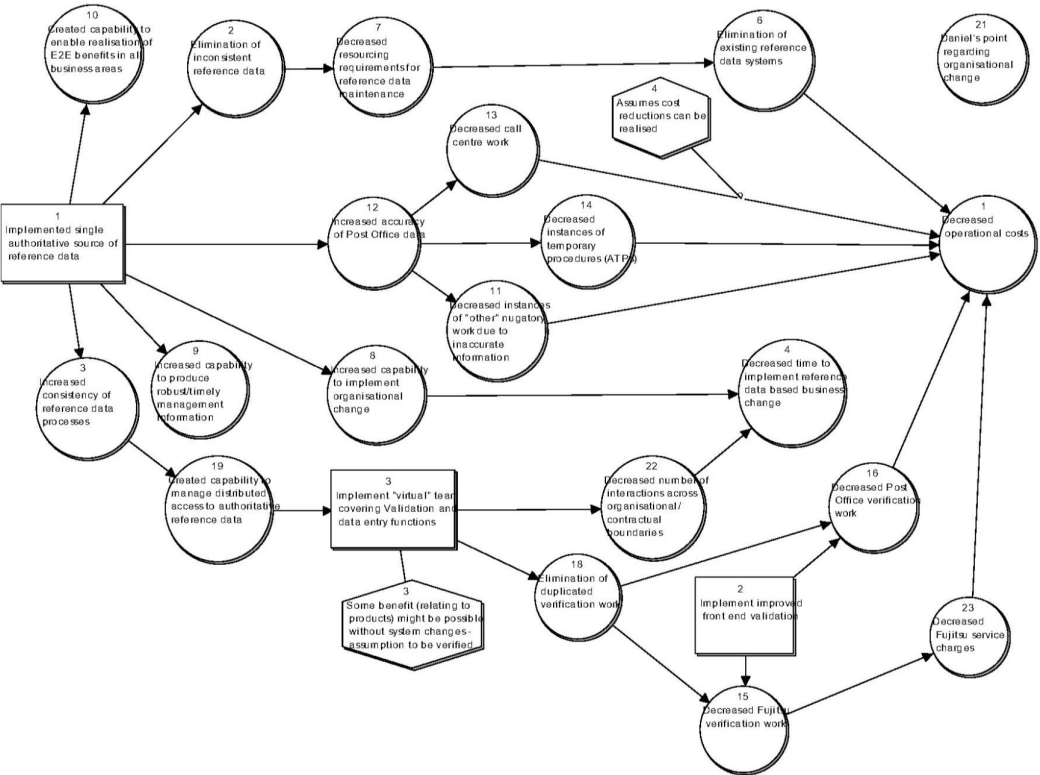 10
Created capability to
enable realisation of
E2E benefits in all
business areas
2
Elimination of
inconsistent
reference data
7
Decreased
resourcing
requirements for
reference data
maintenance
6
Elimination of
existing reference
data systems
21
Daniel's point
regarding
organisational
change
4
Assumes cost
reductions can be
realised
13
Decreased call
centre work
1
Implemented single
authoritative source of
reference data
12
Increased accuracy
of Post Office data
14
Decreased
instances of
temporary
procedures (ATPs)
1
Decreased
operational costs
11
Decreased instances
of "other" nugatory
work due to
inaccurate
information
3
Increased
consistency of
reference data
processes
9
Increased capability
to produce
robust/timely
management
information
8
Increased capability
to implement
organisational
change
4
Decreased time to
implement reference
data based business
change
19
Created capability to
manage distributed
access to authoritative
reference data
3
Implement "virtual" team
covering Validation and
data entry functions
22
Decreased number of
interactions across
organisational/
contractual
boundaries
16
Decreased Post
Office verification
work
18
Elimination of
duplicated
verification work
3
Some benefit (relating to
products) might be possible
without system changes -
assumption to be verified
2
Implement improved
front end validation
23
Decreased
Fujitsu service
charges
15
Decreased Fujitsu
verification work